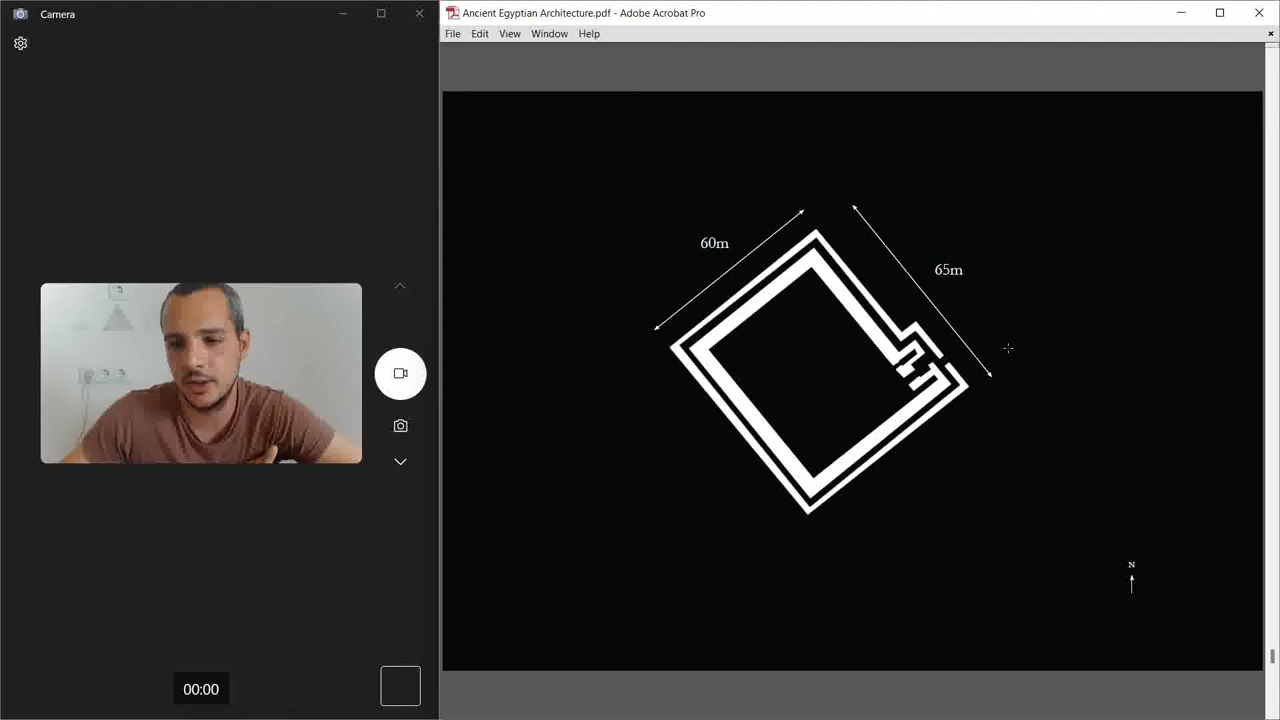 Camera
Ancient Egyptian Architecture.pdf - Adobe Acrobat Pro
File Edit View Window Help
60m
65m
N
00:00